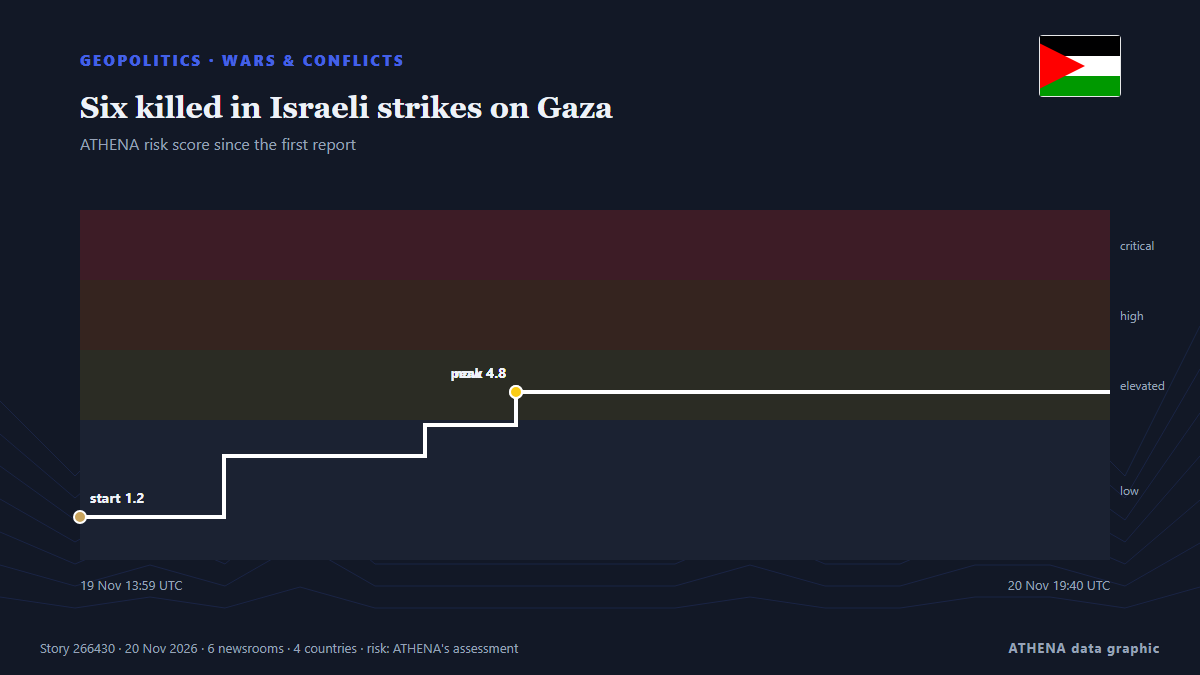 GEOPOLITICS · WARS & CONFLICTS
Six killed in Israeli strikes on Gaza
ATHENA risk score since the first report
critical
high
peak 4.8
elevated
start 1.2
low
19 Nov 13:59 UTC
20 Nov 19:40 UTC
Story 266430 · 20 Nov 2026 · 6 newsrooms · 4 countries · risk: ATHENA's assessment
ATHENA data graphic